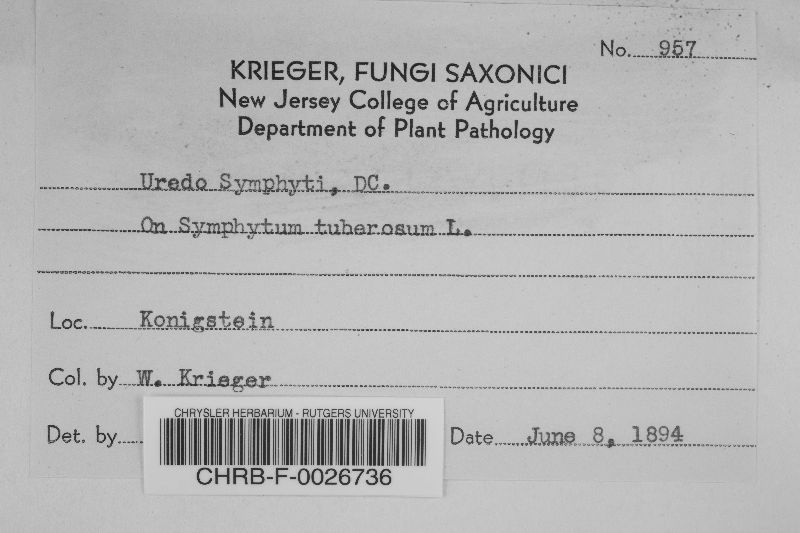 No. 957
KRIEGER, FUNGI SAXONICI
New Jersey College of Agriculture
Department of Plant Pathology
Uredo Symphyti, DC.
On Symphytum tuberosum L.
Loc. Konigstein
Col. by W. Krieger
Det. by
Date June 8, 1894
CHRYSLER HERBARIUM - RUTGERS UNIVERSITY
CHRB-F-0026736